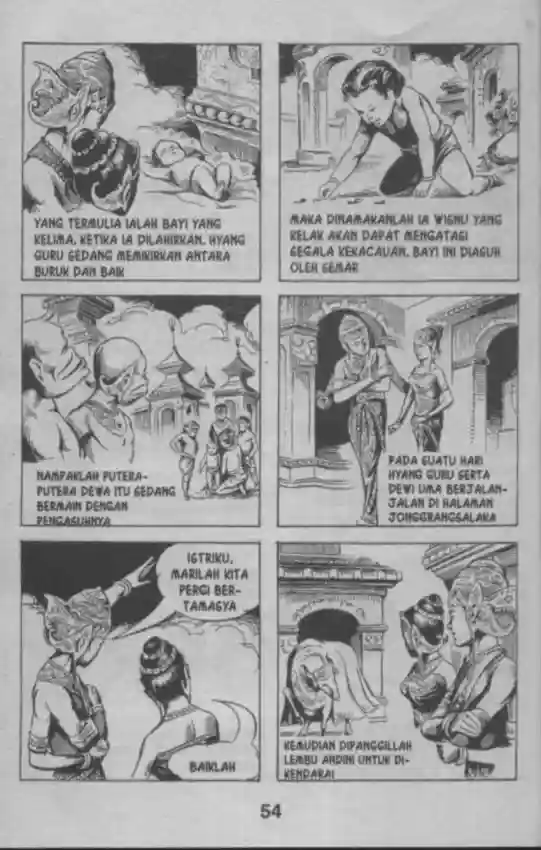 YANG TERMULIA IALAH BAYI YANG
KELIMA. KETIKA IA DILAHIRKAN. HYANG
GURU SEDANG MEMIKIRKAN ANTARA
BURUK DAN BAIK
MAKA DINAMAKANLAH IA WISNU YANG
KELAK AKAN DAPAT MENGATASI
SEGALA KEKACAUAN. BAYI INI DIASUH
OLEH SEMAR
NAMPAKLAH PUTERA-
PUTERA DEWA ITU SEDANG
BERMAIN DENGAN
PENGASUHNYA
PADA SUATU HARI
HYANG GURU SERTA
DEWI UMA BERJALAN-
JALAN DI HALAMAN
JONGGRANGSALAKA
ISTRIKU,
MARILAH KITA
PERGI BER-
TAMASYA
BAIKLAH
KEMUDIAN DIPANGGILLAH
LEMBU ANDINI UNTUK DI-
KENDARAI
54